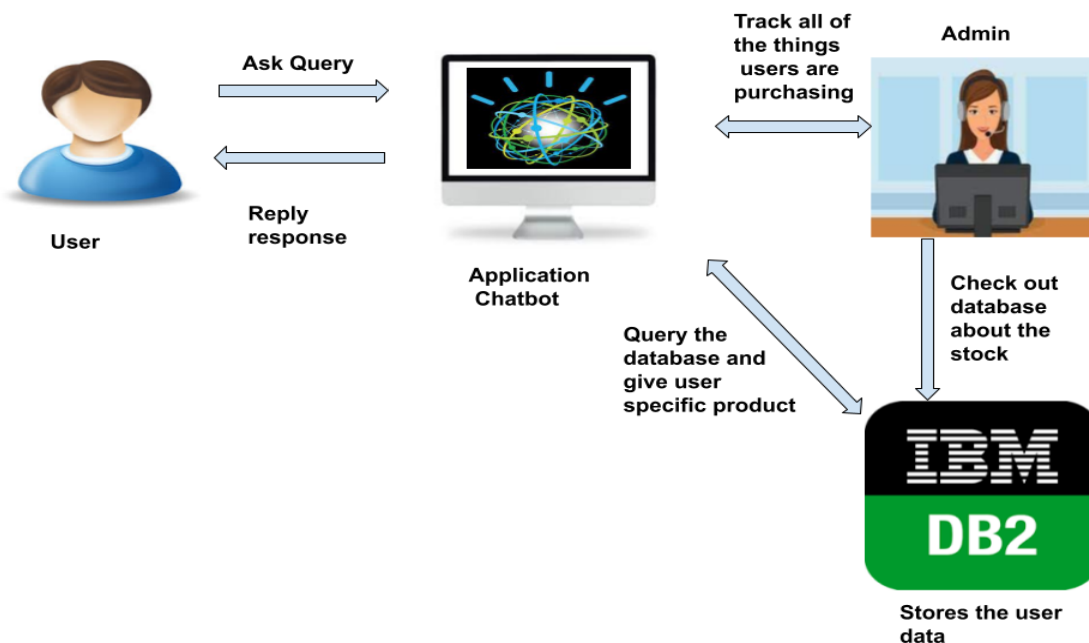 Ask Query
Reply
response
User
Application
Chatbot
Track all of
the things
users are
purchasing
Admin
Query the
database and
give user
specific product
Check out
database
about the
stock
IBM
DB2
Stores the user
data